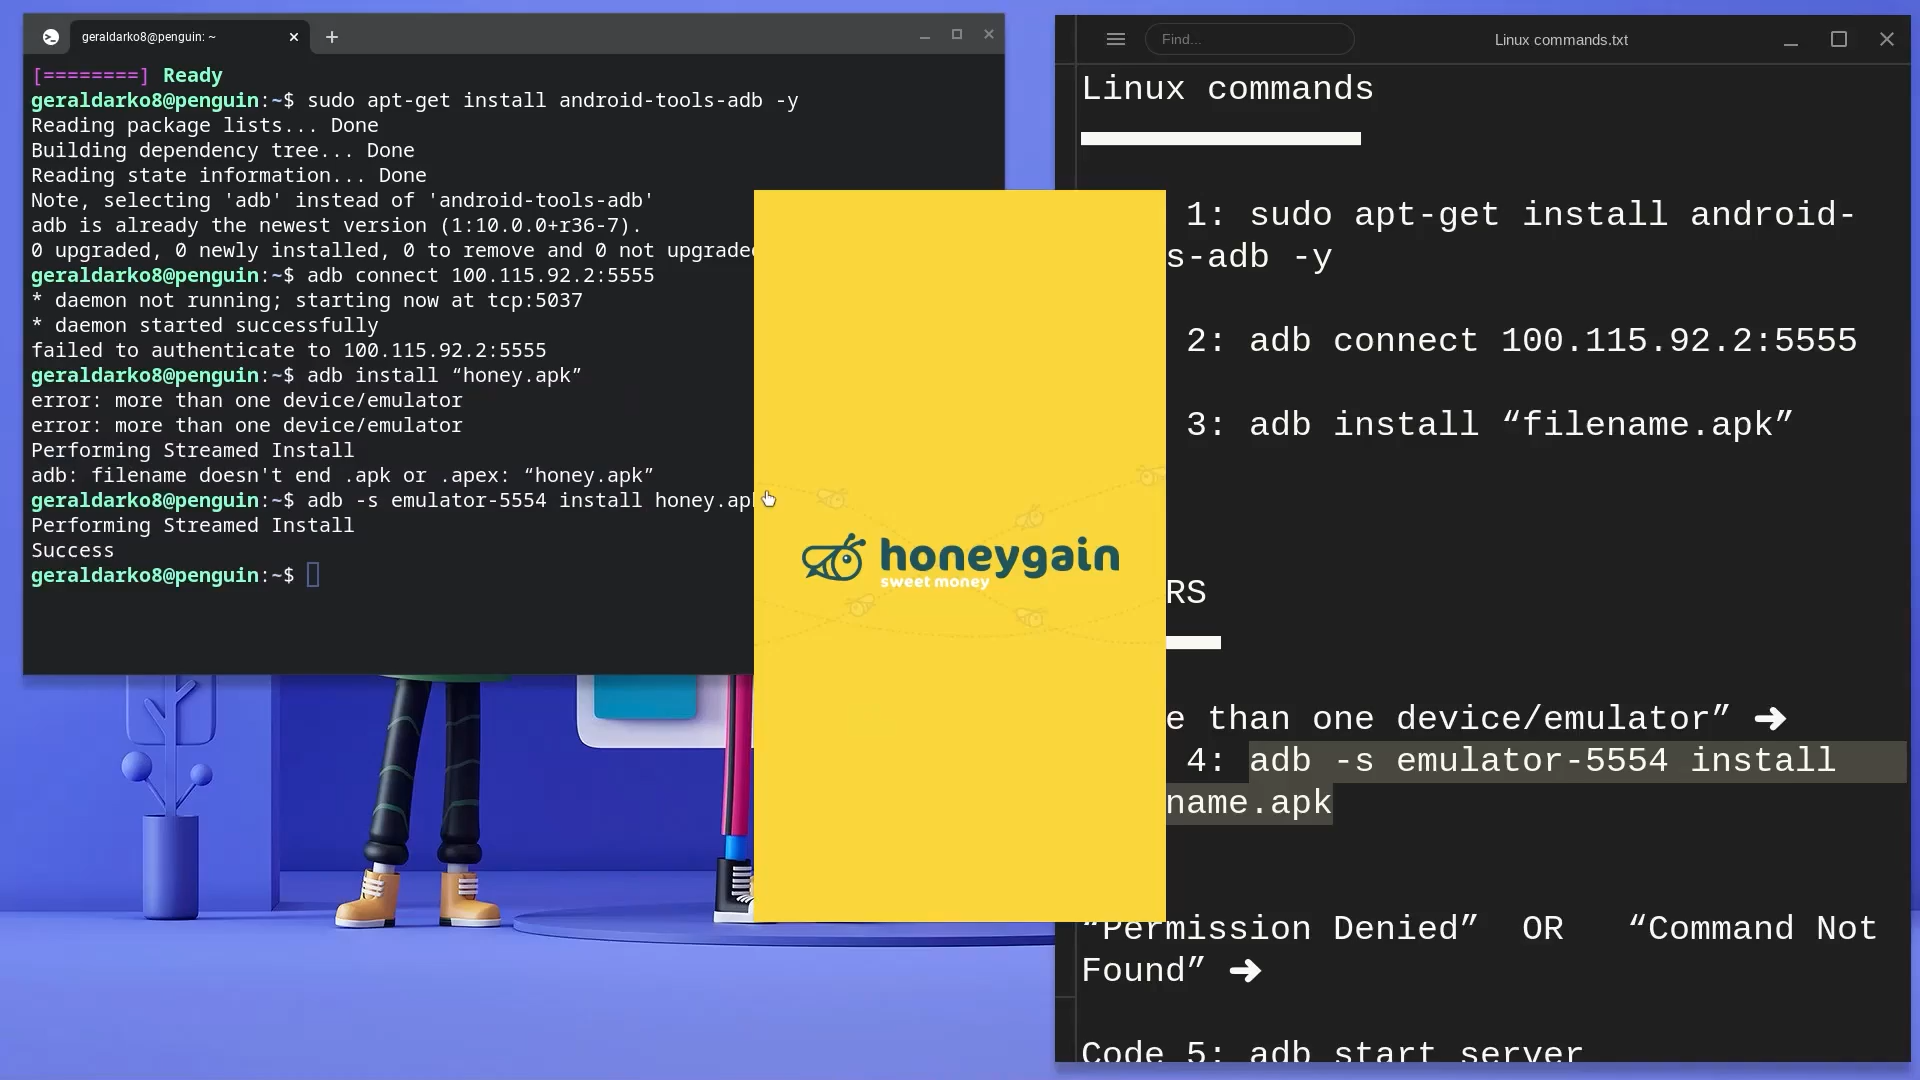 geraldarko8@penguin: ~
[========] Ready
geraldarko8@penguin:~$ sudo apt-get install android-tools-adb -y
Reading package lists... Done
Building dependency tree... Done
Reading state information... Done
Note, selecting 'adb' instead of 'android-tools-adb'
adb is already the newest version (1:10.0.0+r36-7).
0 upgraded, 0 newly installed, 0 to remove and 0 not upgraded
geraldarko8@penguin:~$ adb connect 100.115.92.2:5555
* daemon not running; starting now at tcp:5037
* daemon started successfully
failed to authenticate to 100.115.92.2:5555
geraldarko8@penguin:~$ adb install “honey.apk”
error: more than one device/emulator
error: more than one device/emulator
Performing Streamed Install
adb: filename doesn't end .apk or .apex: “honey.apk”
geraldarko8@penguin:~$ adb -s emulator-5554 install honey.apk
Performing Streamed Install
Success
geraldarko8@penguin:~$
honeygain
sweet money
Find...
Linux commands.txt
Linux commands
1: sudo apt-get install android-
s-adb -y
2: adb connect 100.115.92.2:5555
3: adb install “filename.apk”
RS
e than one device/emulator” ➜
4: adb -s emulator-5554 install
name.apk
“Permission Denied” OR “Command Not
Found” ➜
Code 5: adb start server